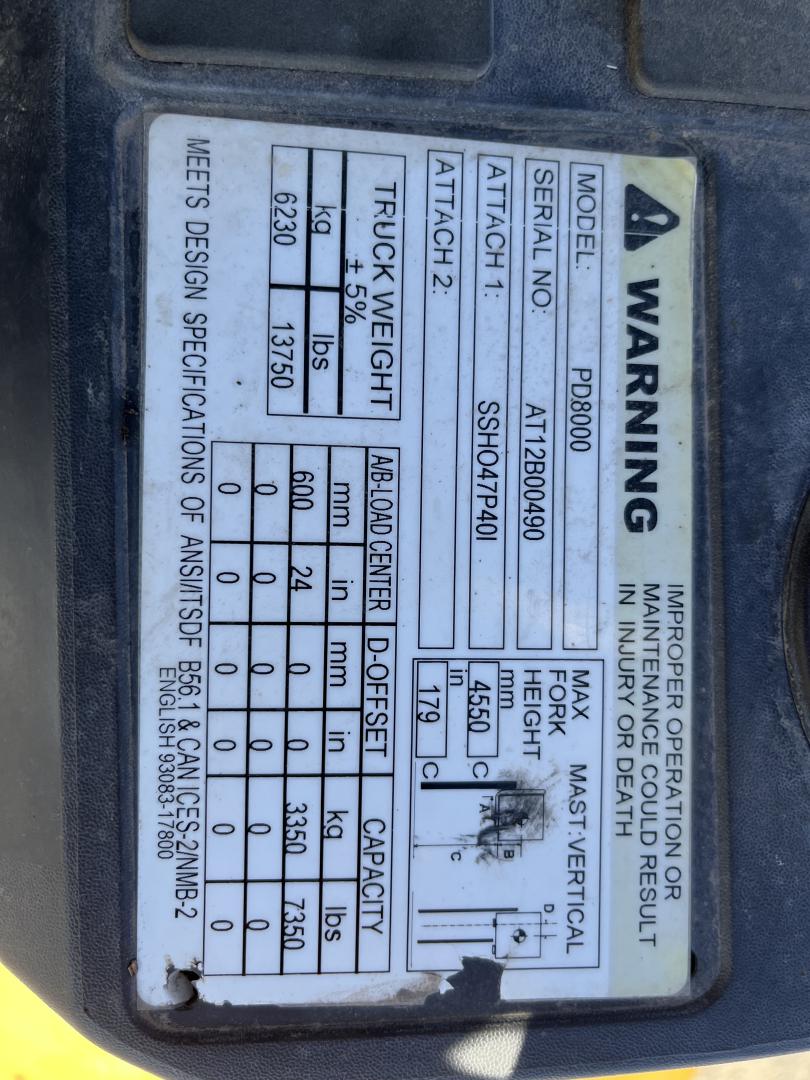 WARNING
IMPROPER OPERATION OR
MAINTENANCE COULD RESULT
IN INJURY OR DEATH
MODEL: PD8000
SERIAL NO: AT12B00490
ATTACH 1: SSHO47P40I
ATTACH 2:
MAX
FORK
HEIGHT
mm
4550 C
in
179 C
MAST:VERTICAL
A
B
C
D
TRUCK WEIGHT
± 5%
kg lbs
6230 13750
A/B-LOAD CENTER D-OFFSET CAPACITY
mm in mm in kg lbs
600 24 0 0 3350 7350
0 0 0 0 0 0
0 0 0 0 0 0
MEETS DESIGN SPECIFICATIONS OF ANSI/ITSDF B56.1 & CAN ICES-2/NMB-2
ENGLISH 93083-17800